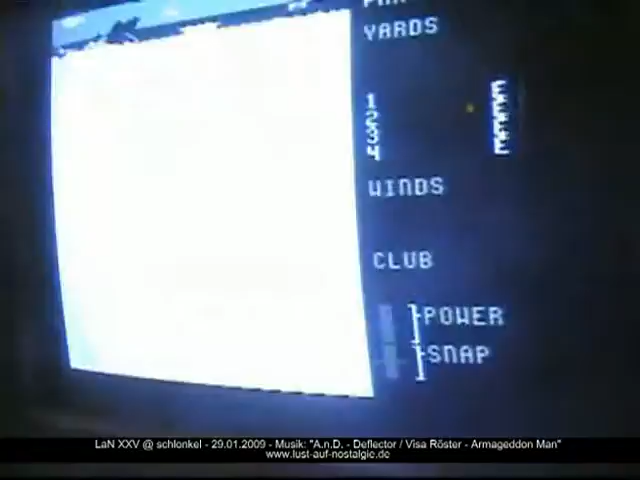 PAR
YARDS
1
2
3
4
E
E
E
E
WINDS
CLUB
POWER
SNAP
LaN XXV @ schlonkel - 29.01.2009 - Musik: "A.n.D. - Deflector / Visa Röster - Armageddon Man"
www.lust-auf-nostalgie.de